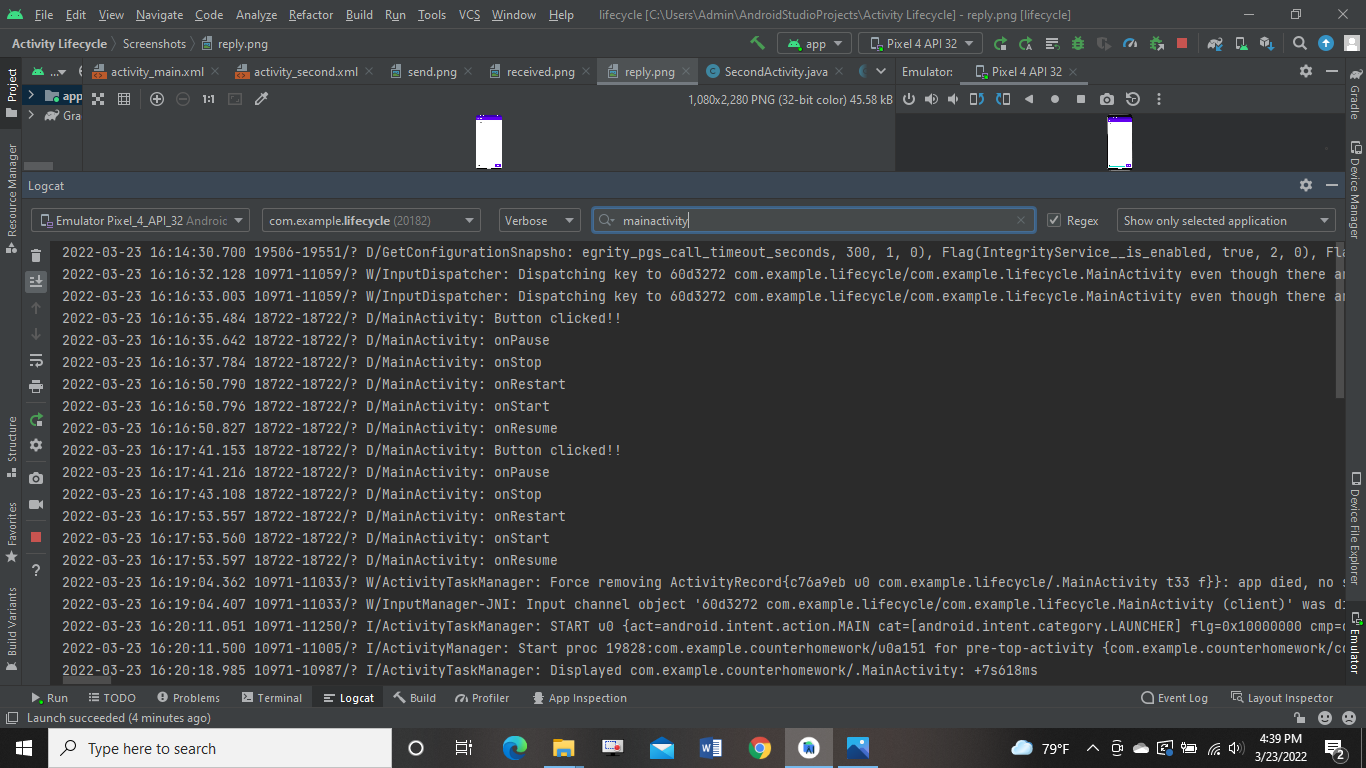 File Edit View Navigate Code Analyze Refactor Build Run Tools VCS Window Help lifecycle [C:\Users\Admin\AndroidStudioProjects\Activity Lifecycle] - reply.png [lifecycle]
Activity Lifecycle Screenshots reply.png app Pixel 4 API 32
... activity_main.xml activity_second.xml send.png received.png reply.png SecondActivity.java Emulator: Pixel 4 API 32
app 1:1 1,080x2,280 PNG (32-bit color) 45.58 kB
Gra
Logcat
Emulator Pixel_4_API_32 Androic com.example.lifecycle (20182) Verbose mainactivity Regex Show only selected application
2022-03-23 16:14:30.700 19506-19551/? D/GetConfigurationSnapsho: egrity_pgs_call_timeout_seconds, 300, 1, 0), Flag(IntegrityService__is_enabled, true, 2, 0), Fla
2022-03-23 16:16:32.128 10971-11059/? W/InputDispatcher: Dispatching key to 60d3272 com.example.lifecycle/com.example.lifecycle.MainActivity even though there ar
2022-03-23 16:16:33.003 10971-11059/? W/InputDispatcher: Dispatching key to 60d3272 com.example.lifecycle/com.example.lifecycle.MainActivity even though there ar
2022-03-23 16:16:35.484 18722-18722/? D/MainActivity: Button clicked!!
2022-03-23 16:16:35.642 18722-18722/? D/MainActivity: onPause
2022-03-23 16:16:37.784 18722-18722/? D/MainActivity: onStop
2022-03-23 16:16:50.790 18722-18722/? D/MainActivity: onRestart
2022-03-23 16:16:50.796 18722-18722/? D/MainActivity: onStart
2022-03-23 16:16:50.827 18722-18722/? D/MainActivity: onResume
2022-03-23 16:17:41.153 18722-18722/? D/MainActivity: Button clicked!!
2022-03-23 16:17:41.216 18722-18722/? D/MainActivity: onPause
2022-03-23 16:17:43.108 18722-18722/? D/MainActivity: onStop
2022-03-23 16:17:53.557 18722-18722/? D/MainActivity: onRestart
2022-03-23 16:17:53.560 18722-18722/? D/MainActivity: onStart
2022-03-23 16:17:53.597 18722-18722/? D/MainActivity: onResume
2022-03-23 16:19:04.362 10971-11033/? W/ActivityTaskManager: Force removing ActivityRecord{c76a9eb u0 com.example.lifecycle/.MainActivity t33 f}}: app died, no s
2022-03-23 16:19:04.407 10971-11033/? W/InputManager-JNI: Input channel object '60d3272 com.example.lifecycle/com.example.lifecycle.MainActivity (client)' was di
2022-03-23 16:20:11.051 10971-11250/? I/ActivityTaskManager: START u0 {act=android.intent.action.MAIN cat=[android.intent.category.LAUNCHER] flg=0x10000000 cmp=c
2022-03-23 16:20:11.500 10971-11005/? I/ActivityManager: Start proc 19828:com.example.counterhomework/u0a151 for pre-top-activity {com.example.counterhomework/co
2022-03-23 16:20:18.985 10971-10987/? I/ActivityTaskManager: Displayed com.example.counterhomework/.MainActivity: +7s618ms
Project
Resource Manager
Structure
Favorites
Build Variants
Gradle
Device Manager
Device File Explorer
Emulator
Run TODO Problems Terminal Logcat Build Profiler App Inspection Event Log Layout Inspector
Launch succeeded (4 minutes ago)
Type here to search 79°F 4:39 PM
3/23/2022 2